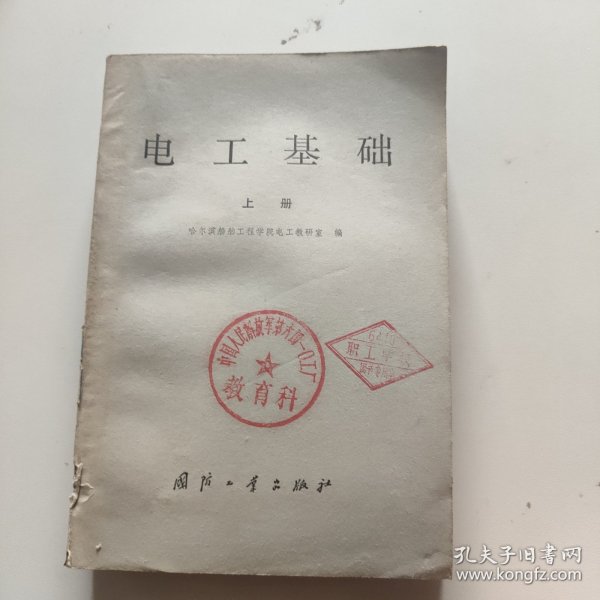 电工基础
上册
哈尔滨船舶工程学院电工教研室 编
中国人民解放军
工厂
教育科
职工
国防工业出版社
孔夫子旧书网
www.kongfz.com